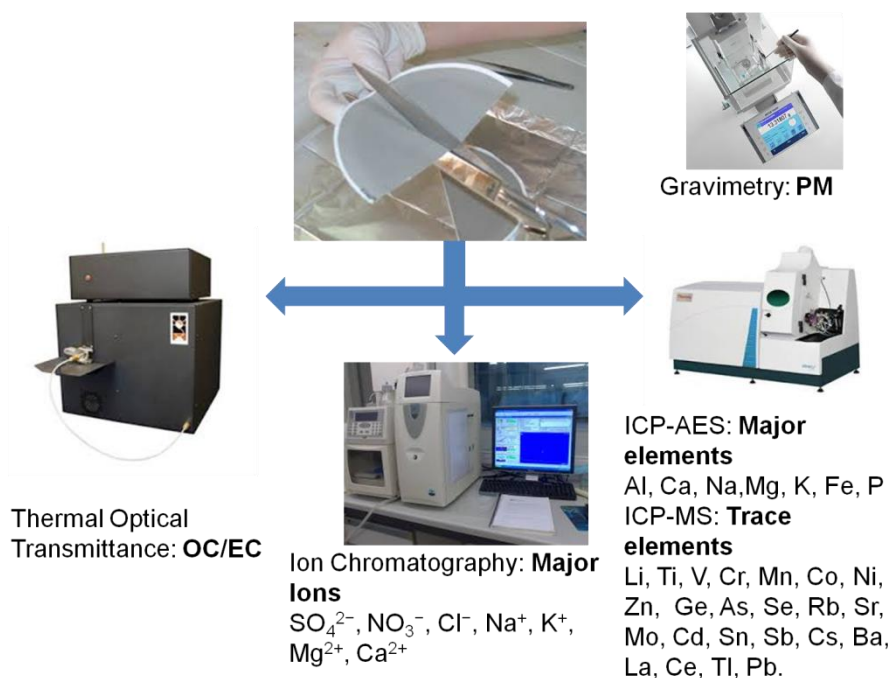 Gravimetry: PM
Thermal Optical
Transmittance: OC/EC
Ion Chromatography: Major
Ions
SO₄²⁻, NO₃⁻, Cl⁻, Na⁺, K⁺,
Mg²⁺, Ca²⁺
ICP-AES: Major
elements
Al, Ca, Na,Mg, K, Fe, P
ICP-MS: Trace
elements
Li, Ti, V, Cr, Mn, Co, Ni,
Zn, Ge, As, Se, Rb, Sr,
Mo, Cd, Sn, Sb, Cs, Ba,
La, Ce, Tl, Pb.